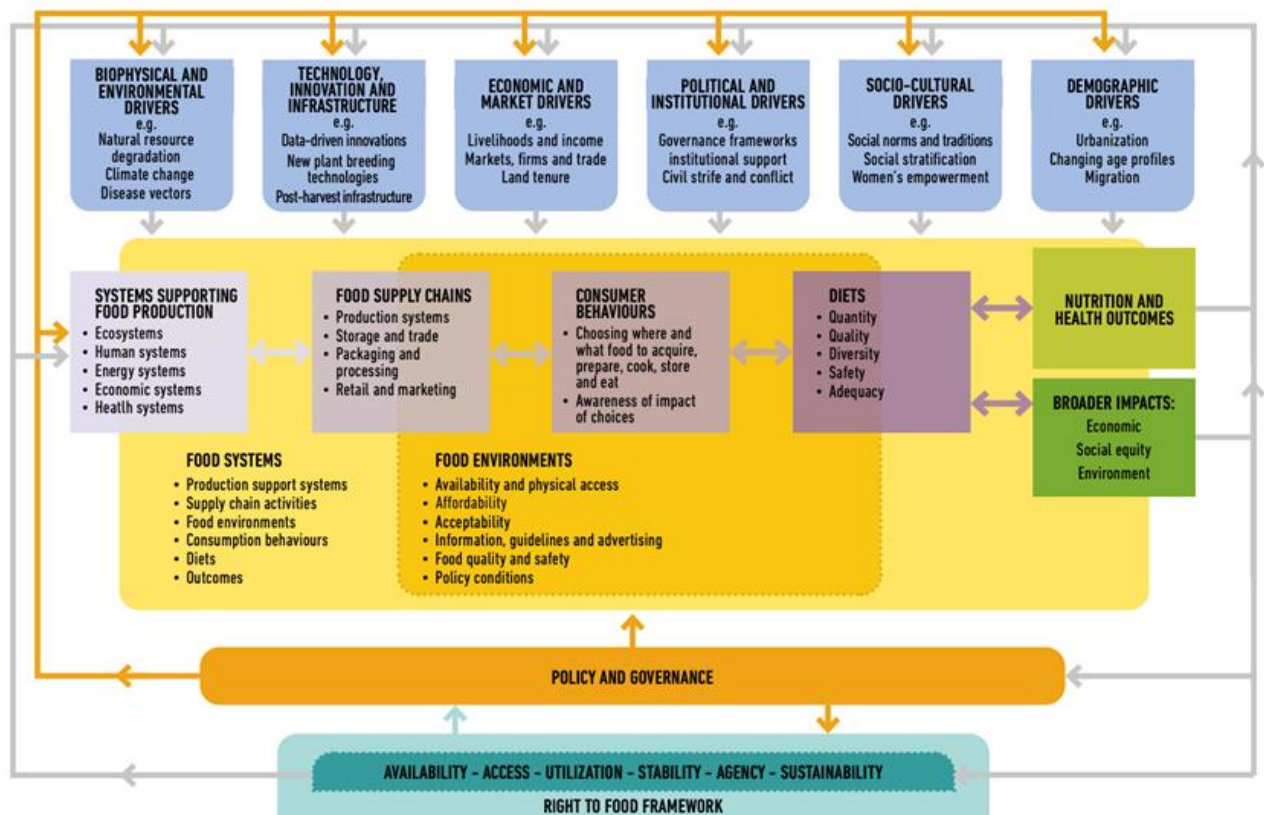 BIOPHYSICAL AND
ENVIRONMENTAL
DRIVERS
e.g.
Natural resource
degradation
Climate change
Disease vectors
TECHNOLOGY,
INNOVATION AND
INFRASTRUCTURE
e.g.
Data-driven innovations
New plant breeding
technologies
Post-harvest infrastructure
ECONOMIC AND
MARKET DRIVERS
e.g.
Livelihoods and income
Markets, firms and trade
Land tenure
POLITICAL AND
INSTITUTIONAL DRIVERS
e.g.
Governance frameworks
institutional support
Civil strife and conflict
SOCIO-CULTURAL
DRIVERS
e.g.
Social norms and traditions
Social stratification
Women's empowerment
DEMOGRAPHIC
DRIVERS
e.g.
Urbanization
Changing age profiles
Migration
SYSTEMS SUPPORTING
FOOD PRODUCTION
• Ecosystems
• Human systems
• Energy systems
• Economic systems
• Heatlh systems
FOOD SUPPLY CHAINS
• Production systems
• Storage and trade
• Packaging and
processing
• Retail and marketing
CONSUMER
BEHAVIOURS
• Choosing where and
what food to acquire,
prepare, cook, store
and eat
• Awareness of impact
of choices
DIETS
• Quantity
• Quality
• Diversity
• Safety
• Adequacy
NUTRITION AND
HEALTH OUTCOMES
BROADER IMPACTS:
Economic
Social equity
Environment
FOOD SYSTEMS
• Production support systems
• Supply chain activities
• Food environments
• Consumption behaviours
• Diets
• Outcomes
FOOD ENVIRONMENTS
• Availability and physical access
• Affordability
• Acceptability
• Information, guidelines and advertising
• Food quality and safety
• Policy conditions
POLICY AND GOVERNANCE
AVAILABILITY - ACCESS - UTILIZATION - STABILITY - AGENCY - SUSTAINABILITY
RIGHT TO FOOD FRAMEWORK